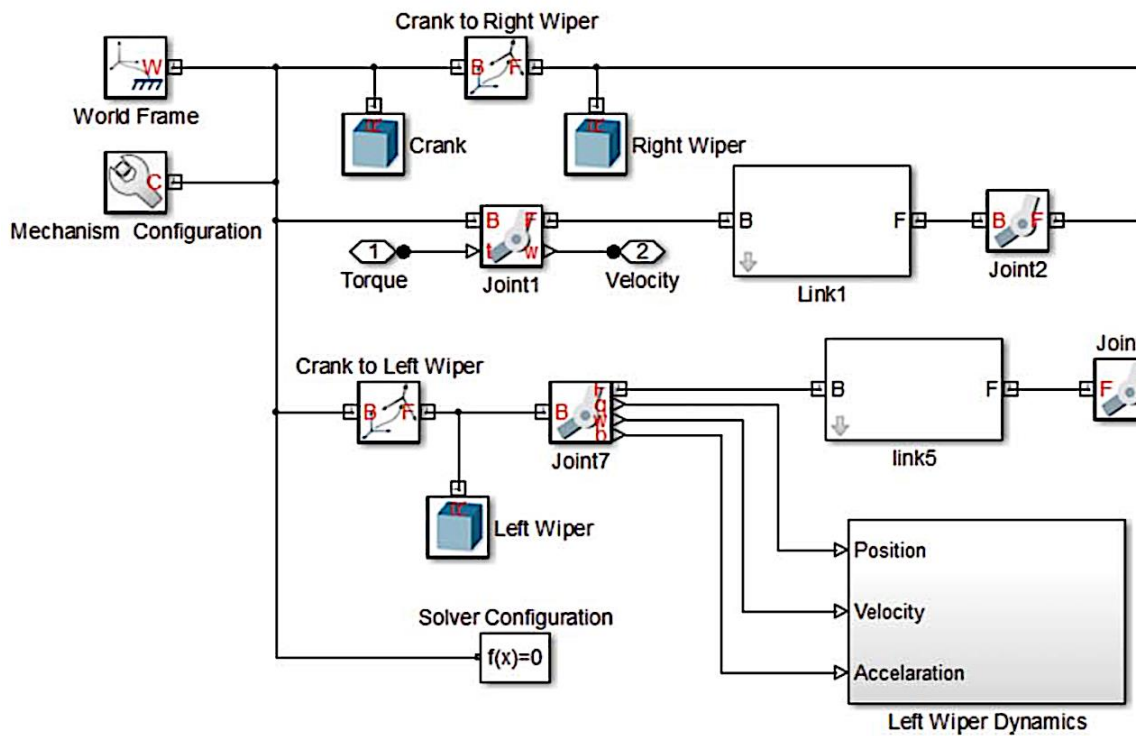 Crank to Right Wiper
W
B F
World Frame
Crank
Right Wiper
C
Mechanism Configuration
B F
t w
B F
B F
1
2
Torque
Joint1
Velocity
Link1
Joint2
Crank to Left Wiper
Join
B F
B
q
w
b
B F
F
Joint7
link5
Left Wiper
Position
Solver Configuration
Velocity
f(x)=0
Accelaration
Left Wiper Dynamics